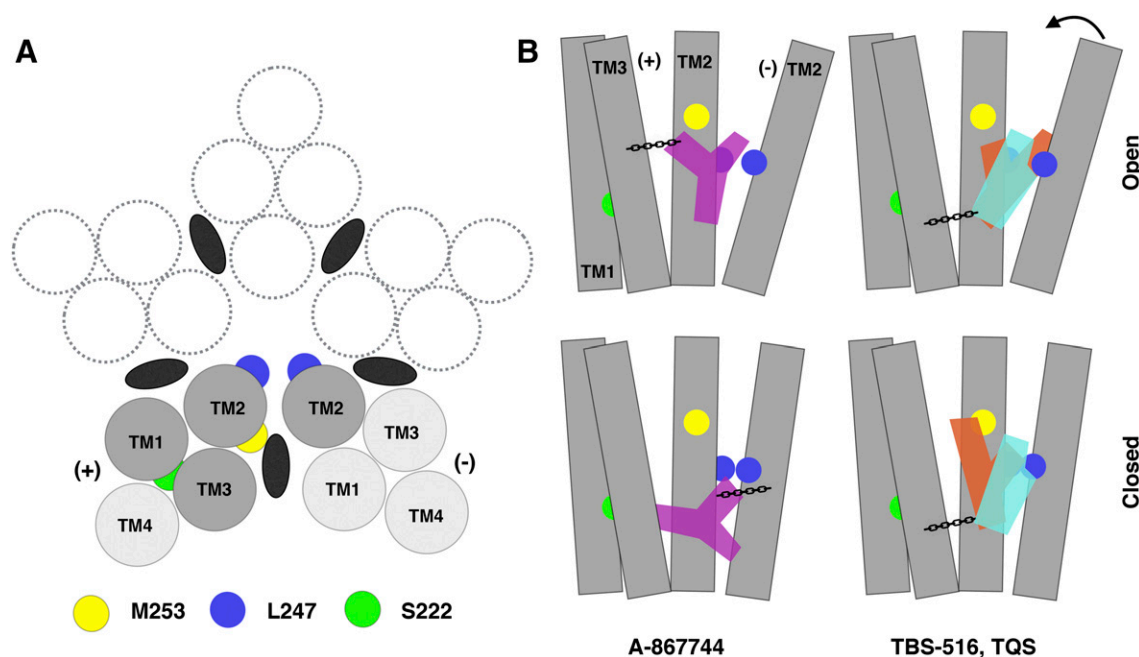 A
TM2
TM2
TM1
TM3
(+)
(-)
TM3
TM1
TM4
TM4
M253
L247
S222
B
TM3
(+)
TM2
(-)
TM2
TM1
Open
Closed
A-867744
TBS-516, TQS